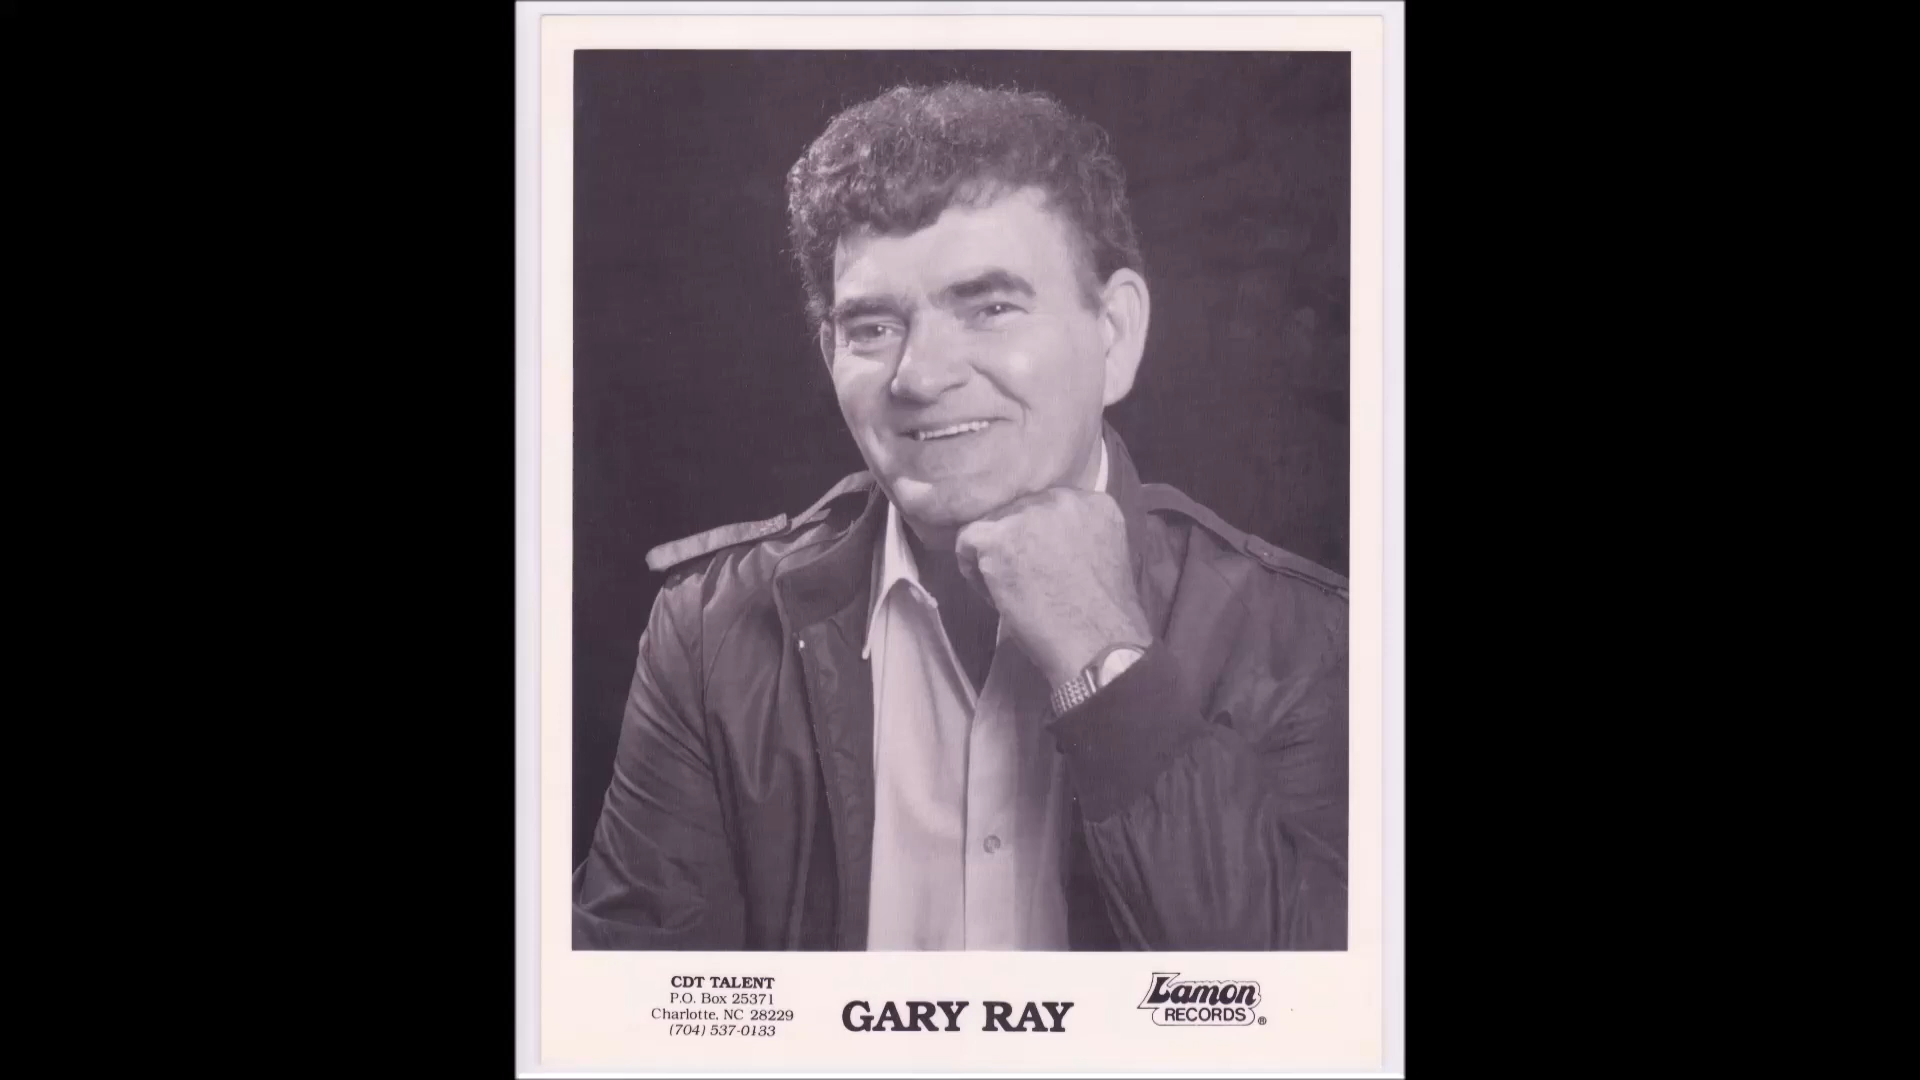 CDT TALENT
P.O. Box 25371
Charlotte, NC 28229
(704) 537-0133
GARY RAY
Lamon
RECORDS ®